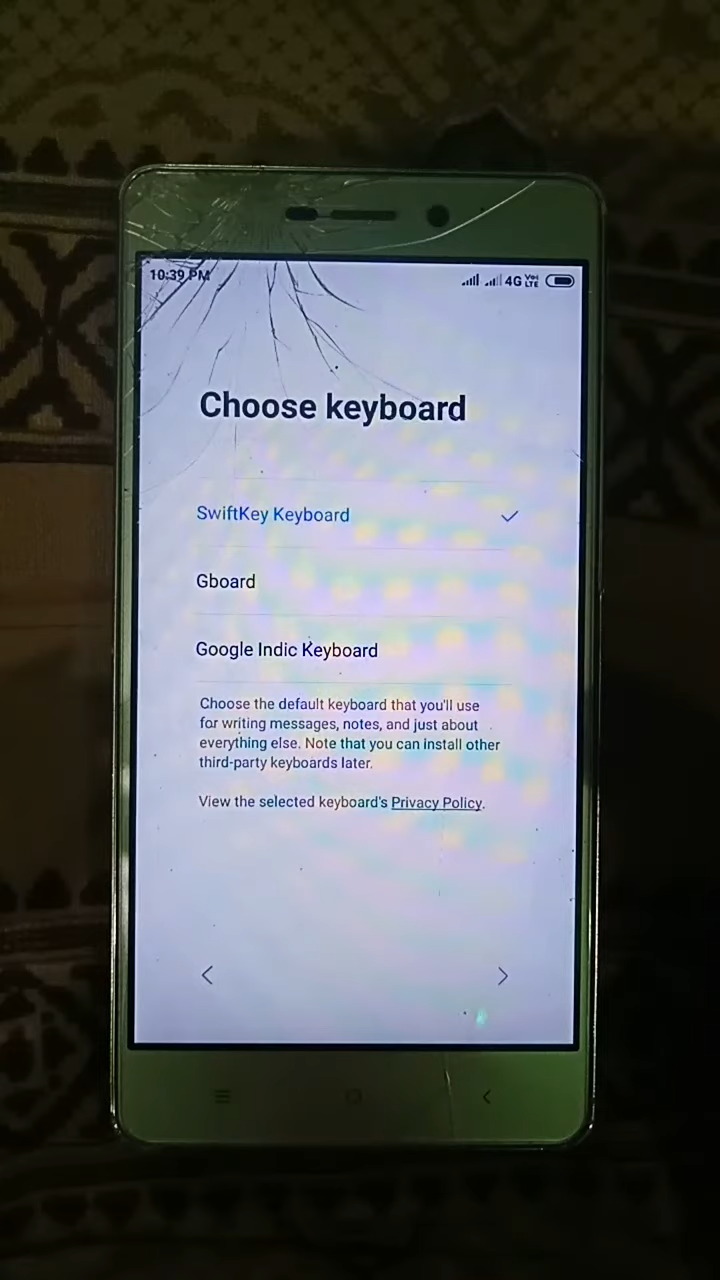 10:39 PM 4G VoLTE
Choose keyboard
SwiftKey Keyboard
Gboard
Google Indic Keyboard
Choose the default keyboard that you'll use
for writing messages, notes, and just about
everything else. Note that you can install other
third-party keyboards later.
View the selected keyboard's Privacy Policy.